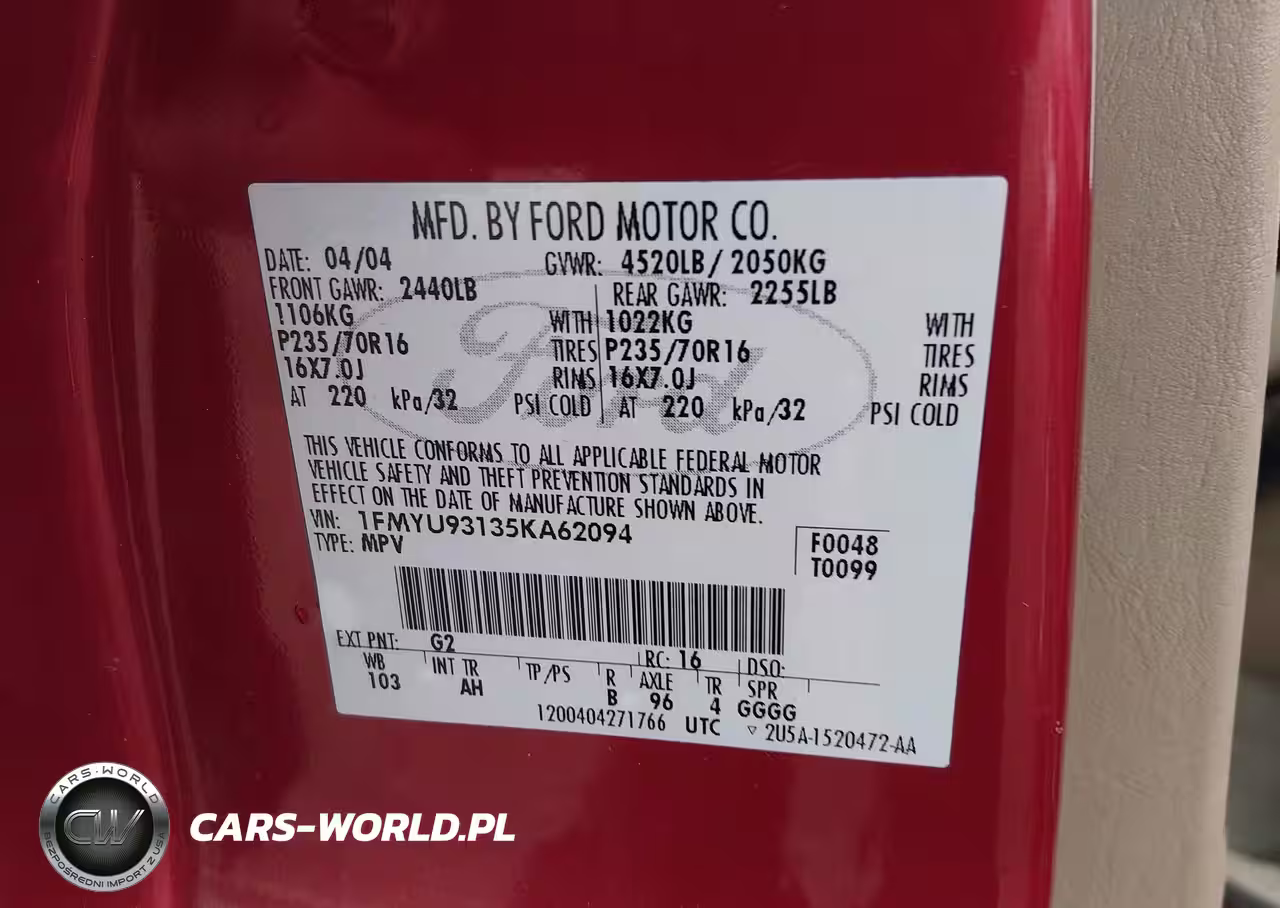 MFD. BY FORD MOTOR CO.
DATE: 04/04 GVWR: 4520LB/ 2050KG
FRONT GAWR: 2440LB REAR GAWR: 2255LB
1106KG WITH 1022KG WITH
P235/70R16 TIRES P235/70R16 TIRES
16X7.0J RIMS 16X7.0J RIMS
AT 220 kPa/32 PSI COLD AT 220 kPa/32 PSI COLD
Ford
THIS VEHICLE CONFORMS TO ALL APPLICABLE FEDERAL MOTOR
VEHICLE SAFETY AND THEFT PREVENTION STANDARDS IN
EFFECT ON THE DATE OF MANUFACTURE SHOWN ABOVE.
VIN: 1FMYU93135KA62094
TYPE: MPV
F0048
T0099
EXT PNT: G2 RC: 16 DSO:
WB INT TR TP/PS R AXLE TR SPR
103 AH B 96 4 GGGG
1200404271766 UTC ▿ 2U5A-1520472-AA
CARS-WORLD
CW
BEZPOŚREDNI IMPORT Z USA
CARS-WORLD.PL